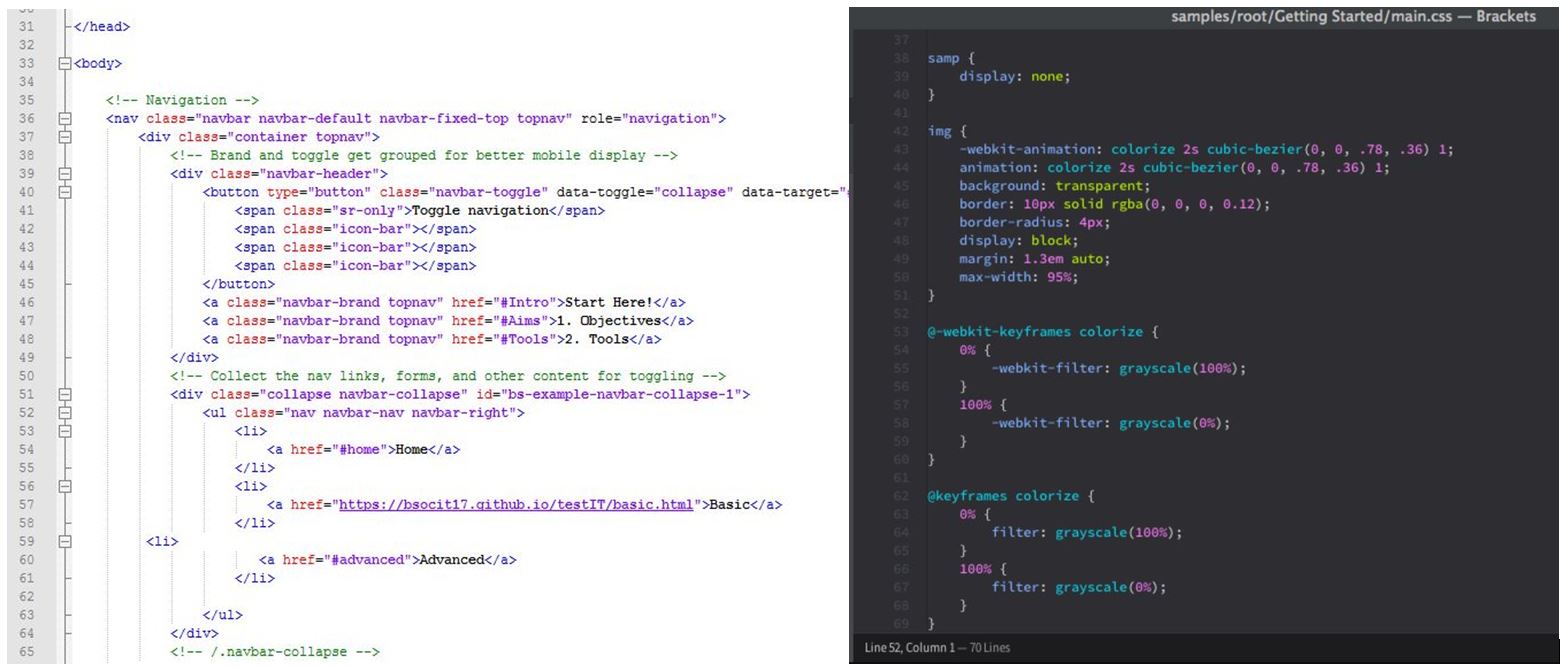 30
31 </head>
32
33 <body>
34
35 <!-- Navigation -->
36 <nav class="navbar navbar-default navbar-fixed-top topnav" role="navigation">
37 <div class="container topnav">
38 <!-- Brand and toggle get grouped for better mobile display -->
39 <div class="navbar-header">
40 <button type="button" class="navbar-toggle" data-toggle="collapse" data-target="#
41 <span class="sr-only">Toggle navigation</span>
42 <span class="icon-bar"></span>
43 <span class="icon-bar"></span>
44 <span class="icon-bar"></span>
45 </button>
46 <a class="navbar-brand topnav" href="#Intro">Start Here!</a>
47 <a class="navbar-brand topnav" href="#Aims">1. Objectives</a>
48 <a class="navbar-brand topnav" href="#Tools">2. Tools</a>
49 </div>
50 <!-- Collect the nav links, forms, and other content for toggling -->
51 <div class="collapse navbar-collapse" id="bs-example-navbar-collapse-1">
52 <ul class="nav navbar-nav navbar-right">
53 <li>
54 <a href="#home">Home</a>
55 </li>
56 <li>
57 <a href="https://bsocit17.github.io/testIT/basic.html">Basic</a>
58 </li>
59 <li>
60 <a href="#advanced">Advanced</a>
61 </li>
62
63 </ul>
64 </div>
65 <!-- /.navbar-collapse -->
samples/root/Getting Started/main.css — Brackets
37
38 samp {
39 display: none;
40 }
41
42 img {
43 -webkit-animation: colorize 2s cubic-bezier(0, 0, .78, .36) 1;
44 animation: colorize 2s cubic-bezier(0, 0, .78, .36) 1;
45 background: transparent;
46 border: 10px solid rgba(0, 0, 0, 0.12);
47 border-radius: 4px;
48 display: block;
49 margin: 1.3em auto;
50 max-width: 95%;
51 }
52
53 @-webkit-keyframes colorize {
54 0% {
55 -webkit-filter: grayscale(100%);
56 }
57 100% {
58 -webkit-filter: grayscale(0%);
59 }
60 }
61
62 @keyframes colorize {
63 0% {
64 filter: grayscale(100%);
65 }
66 100% {
67 filter: grayscale(0%);
68 }
69 }
Line 52, Column 1 — 70 Lines